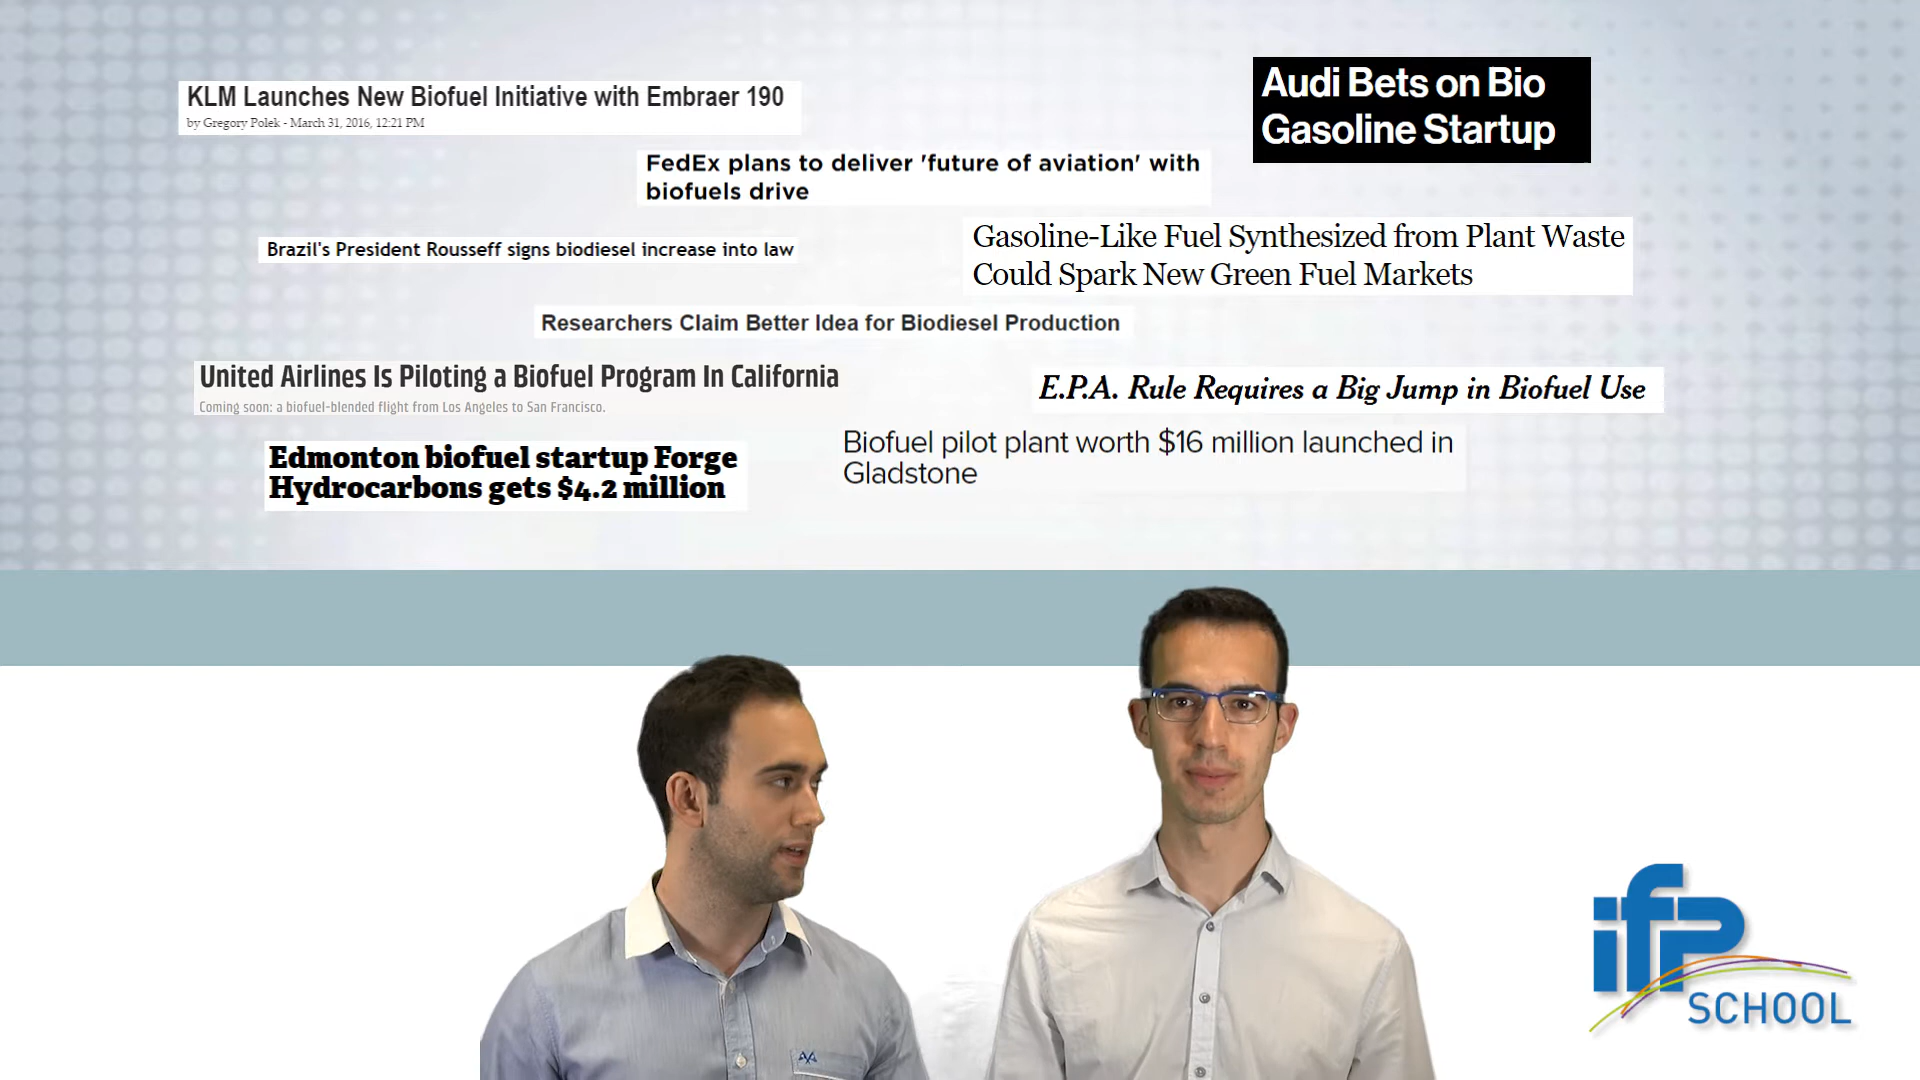 KLM Launches New Biofuel Initiative with Embraer 190
by Gregory Polek - March 31, 2016, 12:21 PM
Audi Bets on Bio
Gasoline Startup
FedEx plans to deliver 'future of aviation' with
biofuels drive
Brazil's President Rousseff signs biodiesel increase into law
Gasoline-Like Fuel Synthesized from Plant Waste
Could Spark New Green Fuel Markets
Researchers Claim Better Idea for Biodiesel Production
United Airlines Is Piloting a Biofuel Program In California
Coming soon: a biofuel-blended flight from Los Angeles to San Francisco.
E.P.A. Rule Requires a Big Jump in Biofuel Use
Edmonton biofuel startup Forge
Hydrocarbons gets $4.2 million
Biofuel pilot plant worth $16 million launched in
Gladstone
ifp
SCHOOL